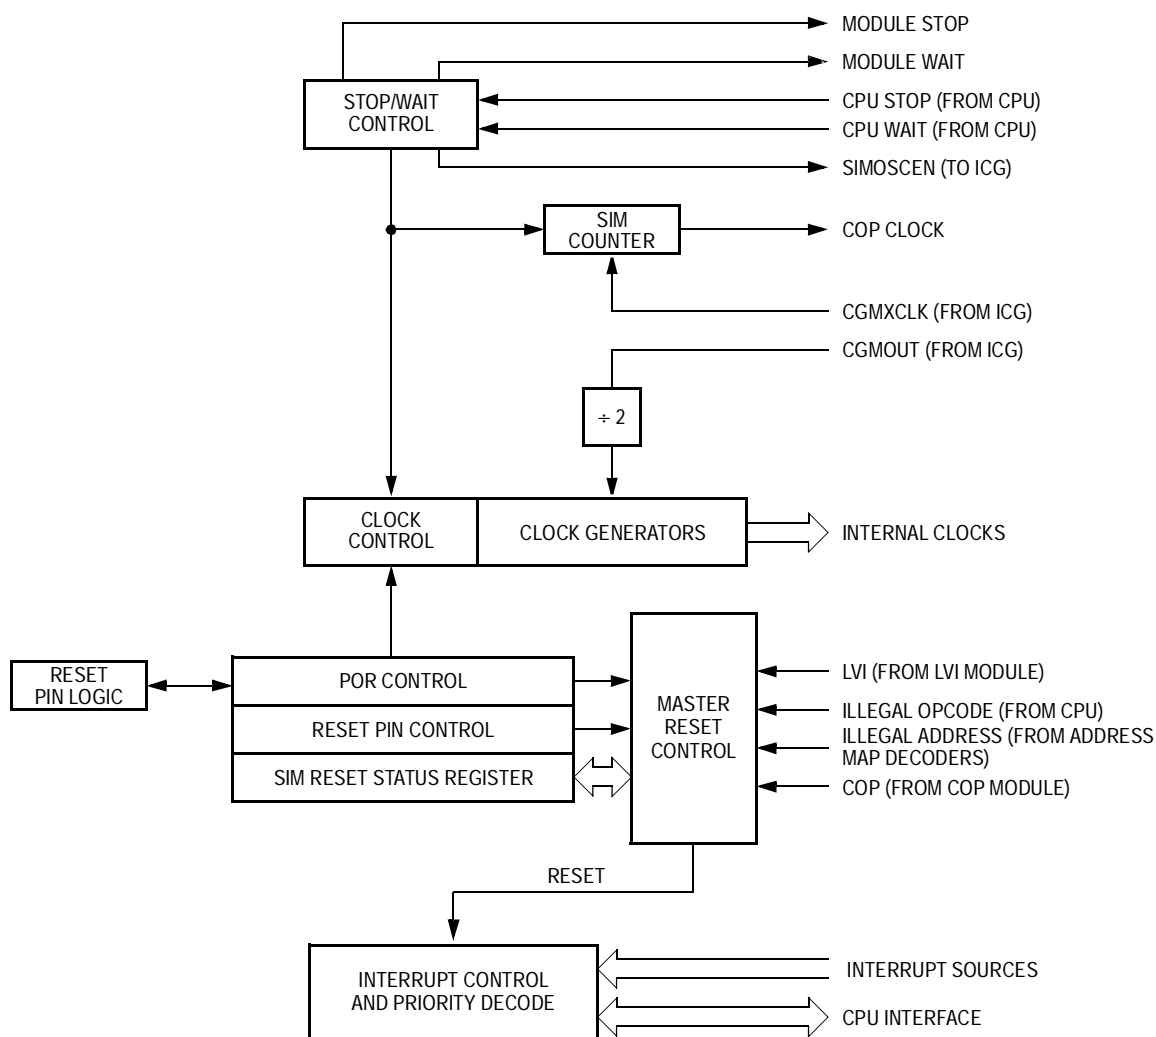 MODULE STOP
MODULE WAIT
STOP/WAIT
CONTROL
CPU STOP (FROM CPU)
CPU WAIT (FROM CPU)
SIMOSCEN (TO ICG)
SIM
COUNTER
COP CLOCK
CGMXCLK (FROM ICG)
CGMOUT (FROM ICG)
÷ 2
CLOCK
CONTROL
CLOCK GENERATORS
INTERNAL CLOCKS
RESET
PIN LOGIC
POR CONTROL
RESET PIN CONTROL
SIM RESET STATUS REGISTER
MASTER
RESET
CONTROL
LVI (FROM LVI MODULE)
ILLEGAL OPCODE (FROM CPU)
ILLEGAL ADDRESS (FROM ADDRESS
MAP DECODERS)
COP (FROM COP MODULE)
RESET
INTERRUPT CONTROL
AND PRIORITY DECODE
INTERRUPT SOURCES
CPU INTERFACE